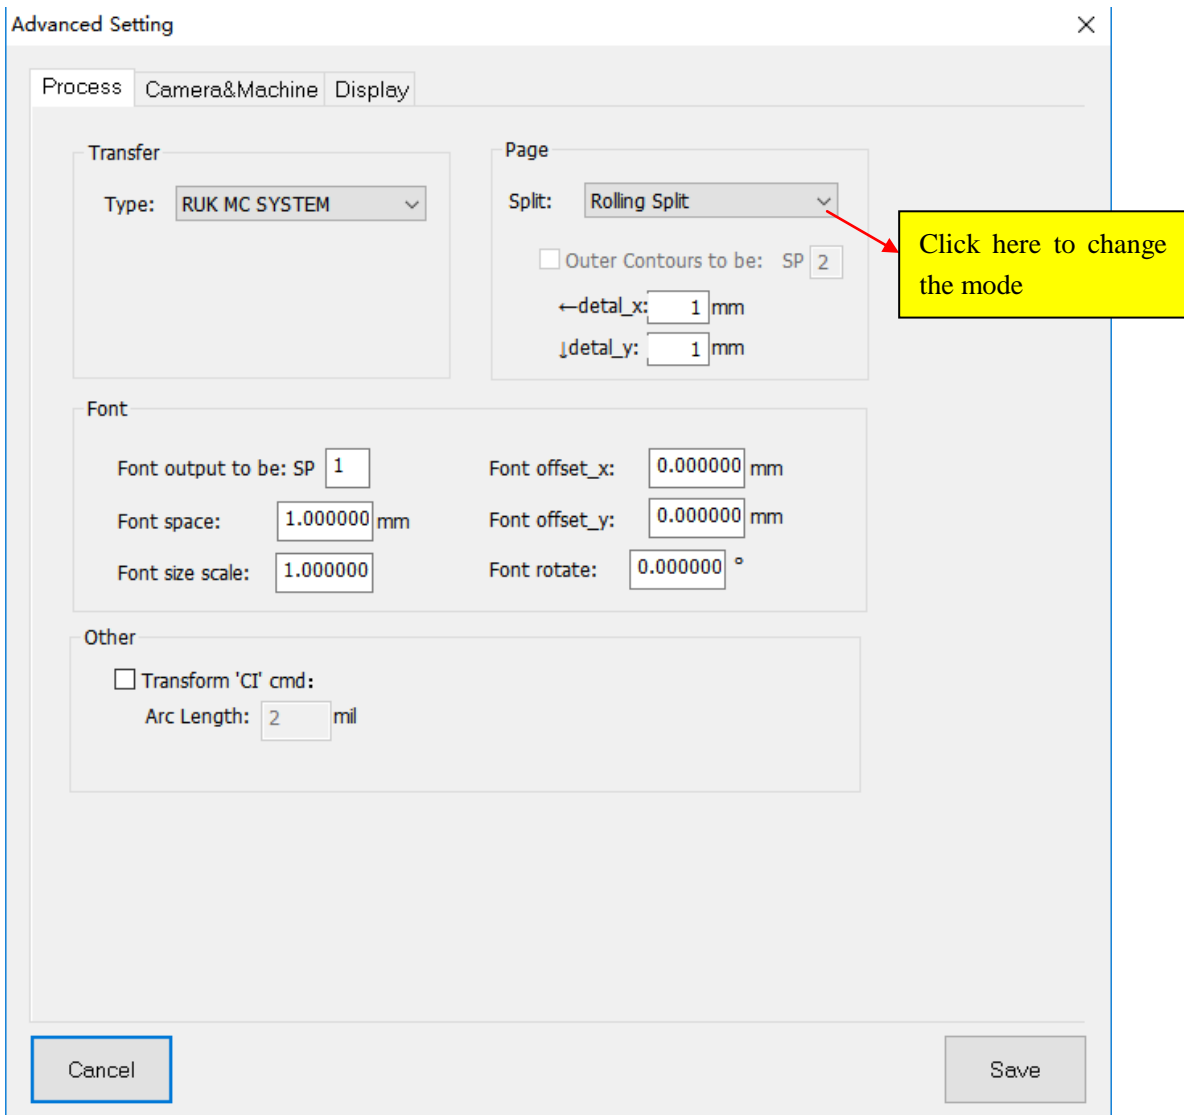 Advanced Setting
Process Camera&Machine Display
Transfer
Type: RUK MC SYSTEM
Page
Split: Rolling Split
Outer Contours to be: SP 2
←detal_x: 1 mm
↓detal_y: 1 mm
Click here to change
the mode
Font
Font output to be: SP 1
Font space: 1.000000 mm
Font size scale: 1.000000
Font offset_x: 0.000000 mm
Font offset_y: 0.000000 mm
Font rotate: 0.000000 °
Other
Transform 'CI' cmd:
Arc Length: 2 mil
Cancel
Save